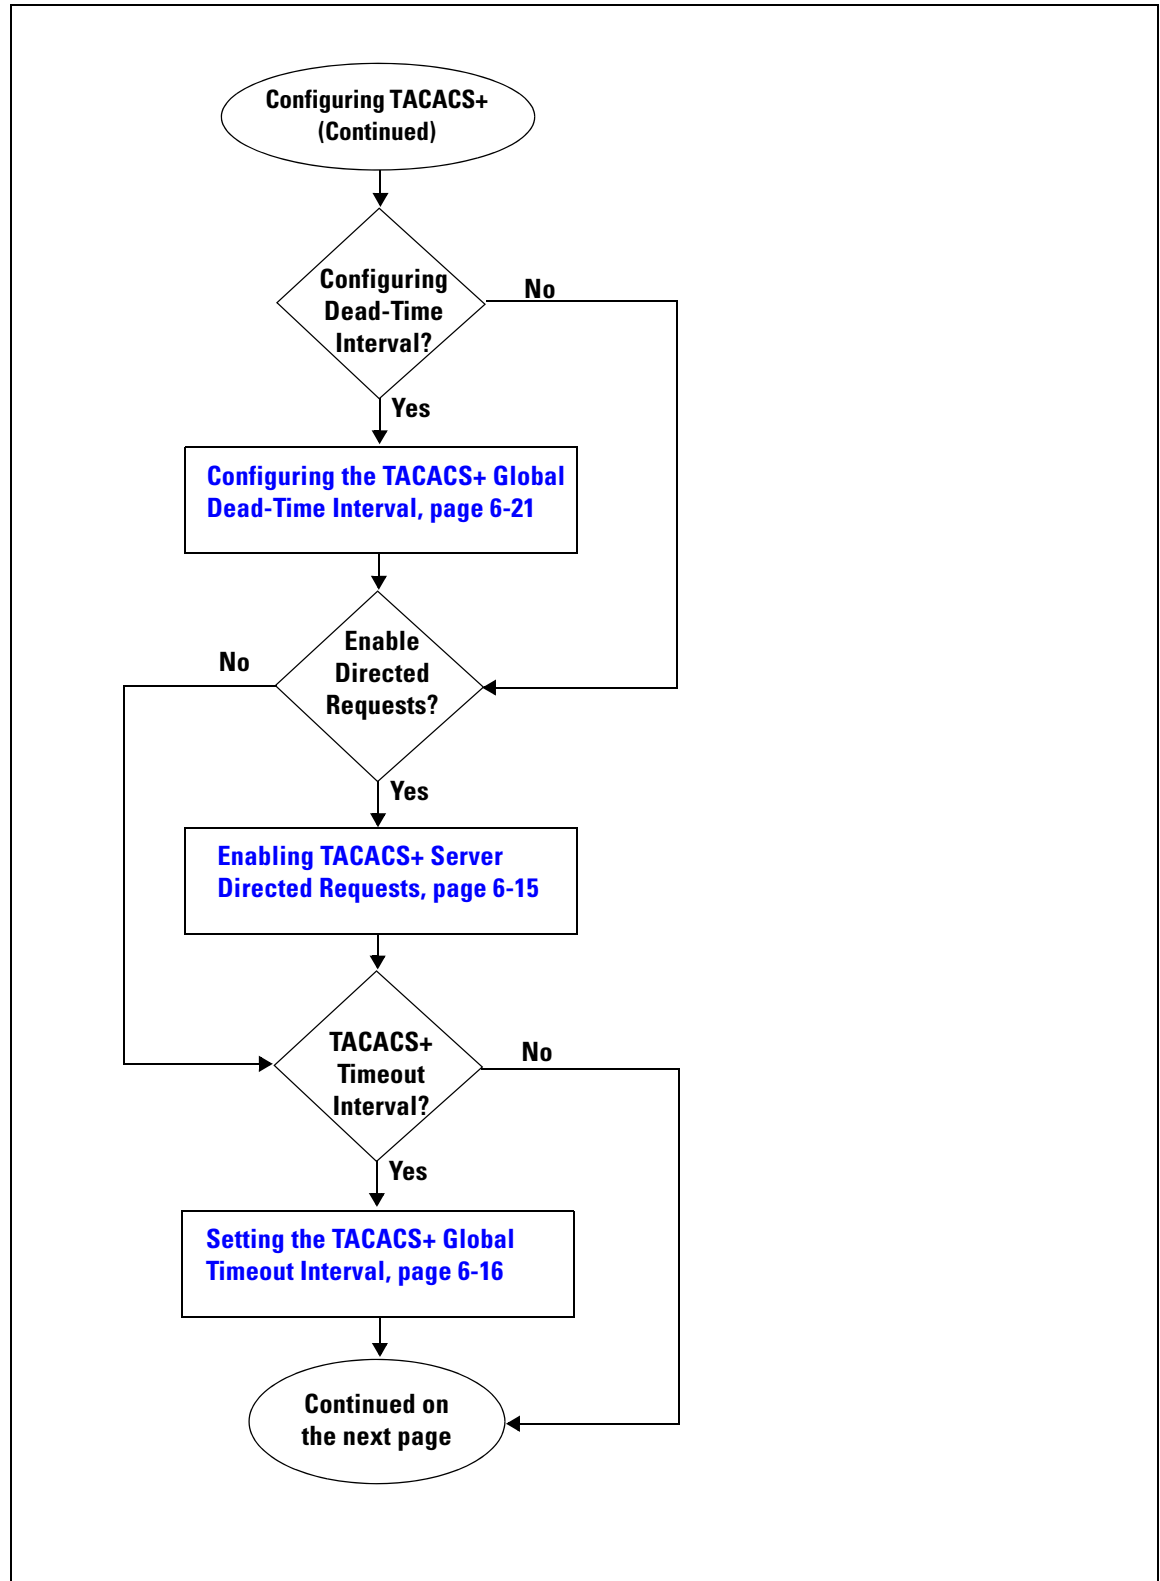 Configuring TACACS+
(Continued)
Configuring
Dead-Time
Interval?
No
Yes
Configuring the TACACS+ Global
Dead-Time Interval, page 6-21
Enable
Directed
Requests?
No
Yes
Enabling TACACS+ Server
Directed Requests, page 6-15
TACACS+
Timeout
Interval?
No
Yes
Setting the TACACS+ Global
Timeout Interval, page 6-16
Continued on
the next page